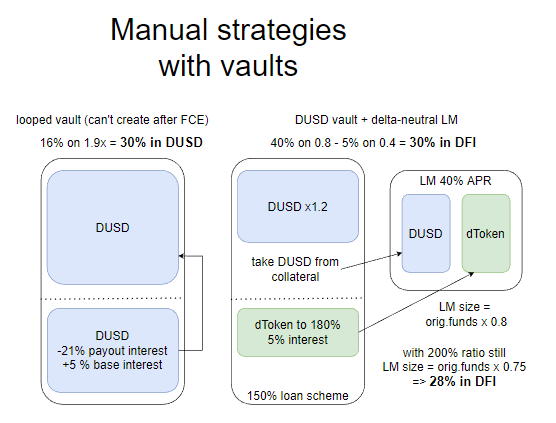 Manual strategies
with vaults
looped vault (can't create after FCE)
16% on 1.9x = 30% in DUSD
DUSD
DUSD
-21% payout interest
+5 % base interest
DUSD vault + delta-neutral LM
40% on 0.8 - 5% on 0.4 = 30% in DFI
DUSD x1.2
take DUSD from
collateral
dToken to 180%
5% interest
150% loan scheme
LM 40% APR
DUSD
dToken
LM size =
orig.funds x 0.8
with 200% ratio still
LM size = orig.funds x 0.75
=> 28% in DFI